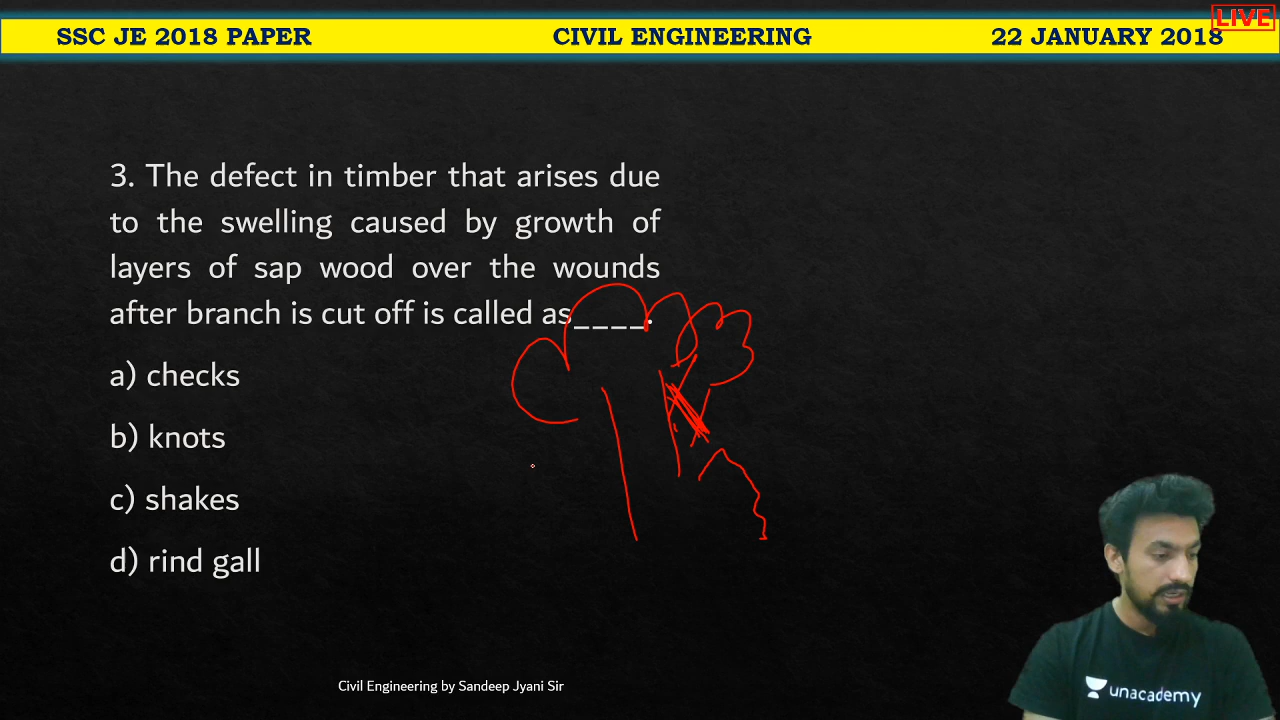 LIVE
SSC JE 2018 PAPER CIVIL ENGINEERING 22 JANUARY 2018
3. The defect in timber that arises due
to the swelling caused by growth of
layers of sap wood over the wounds
after branch is cut off is called as____.
a) checks
b) knots
c) shakes
d) rind gall
unacademy
Civil Engineering by Sandeep Jyani Sir